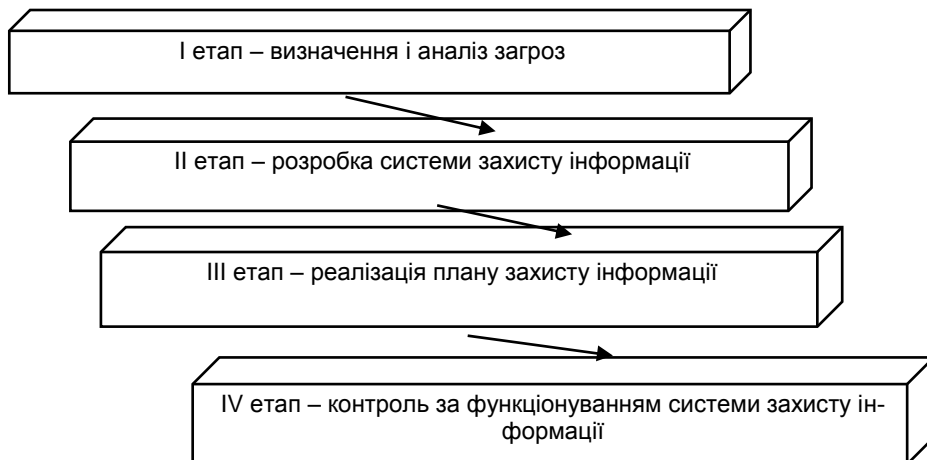 І етап – визначення і аналіз загроз
ІІ етап – розробка системи захисту інформації
ІІІ етап – реалізація плану захисту інформації
IV етап – контроль за функціонуванням системи захисту ін-
формації